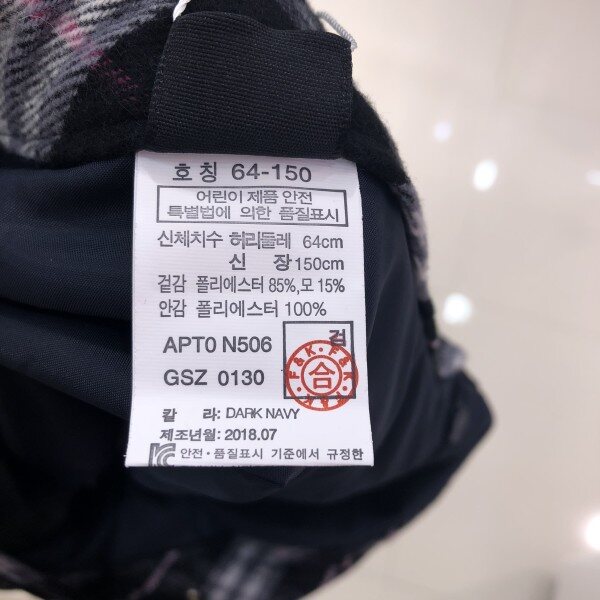 호칭 64-150
어린이 제품 안전
특별법에 의한 품질표시
신체치수 허리둘레 64cm
신 장 150cm
겉감 폴리에스터 85%,모 15%
안감 폴리에스터 100%
APT0 N506
검
GSZ 0130
F&K·F&K·F&K
合
칼 라: DARK NAVY
제조년월: 2018.07
KC 안전·품질표시 기준에서 규정한